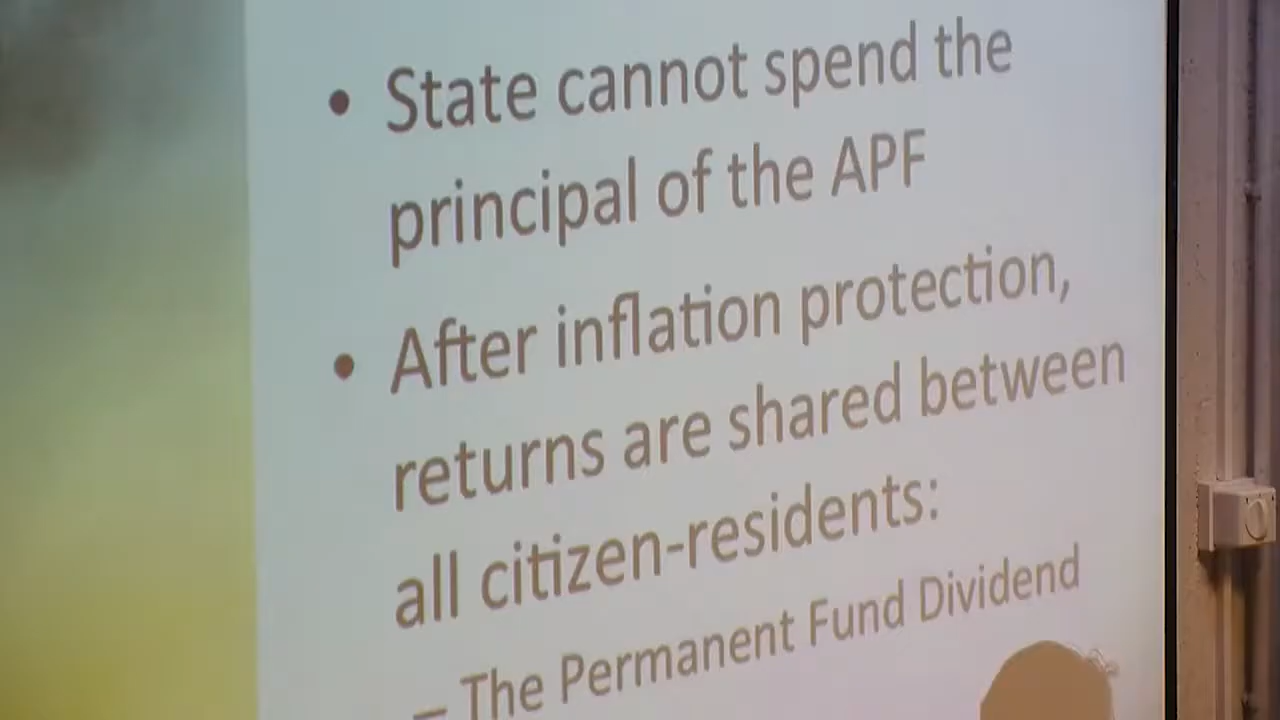 • State cannot spend the
principal of the APF
• After inflation protection,
returns are shared between
all citizen-residents:
– The Permanent Fund Dividend